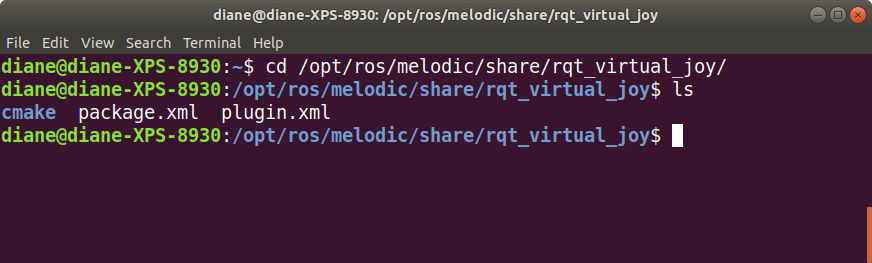 diane@diane-XPS-8930: /opt/ros/melodic/share/rqt_virtual_joy
File Edit View Search Terminal Help
diane@diane-XPS-8930:~$ cd /opt/ros/melodic/share/rqt_virtual_joy/
diane@diane-XPS-8930:/opt/ros/melodic/share/rqt_virtual_joy$ ls
cmake  package.xml  plugin.xml
diane@diane-XPS-8930:/opt/ros/melodic/share/rqt_virtual_joy$